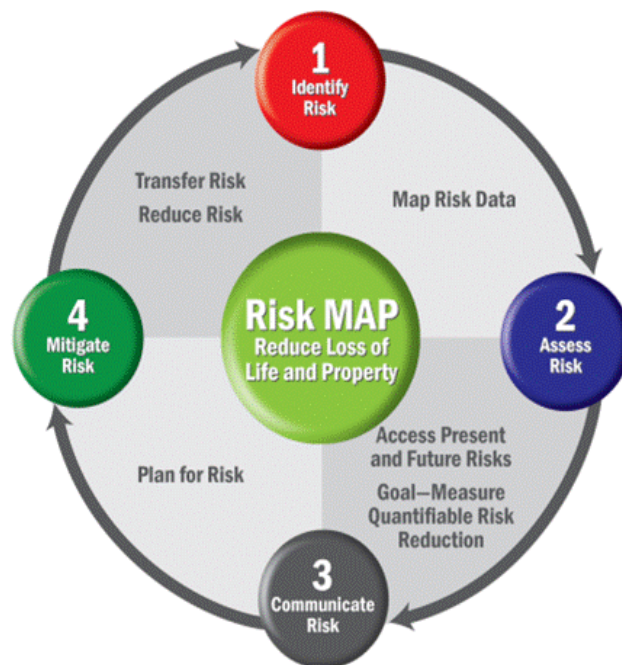 1
Identify
Risk
Transfer Risk
Reduce Risk
Map Risk Data
Risk MAP
Reduce Loss of
Life and Property
4
Mitigate
Risk
2
Assess
Risk
Access Present
and Future Risks
Goal—Measure
Quantifiable Risk
Reduction
Plan for Risk
3
Communicate
Risk